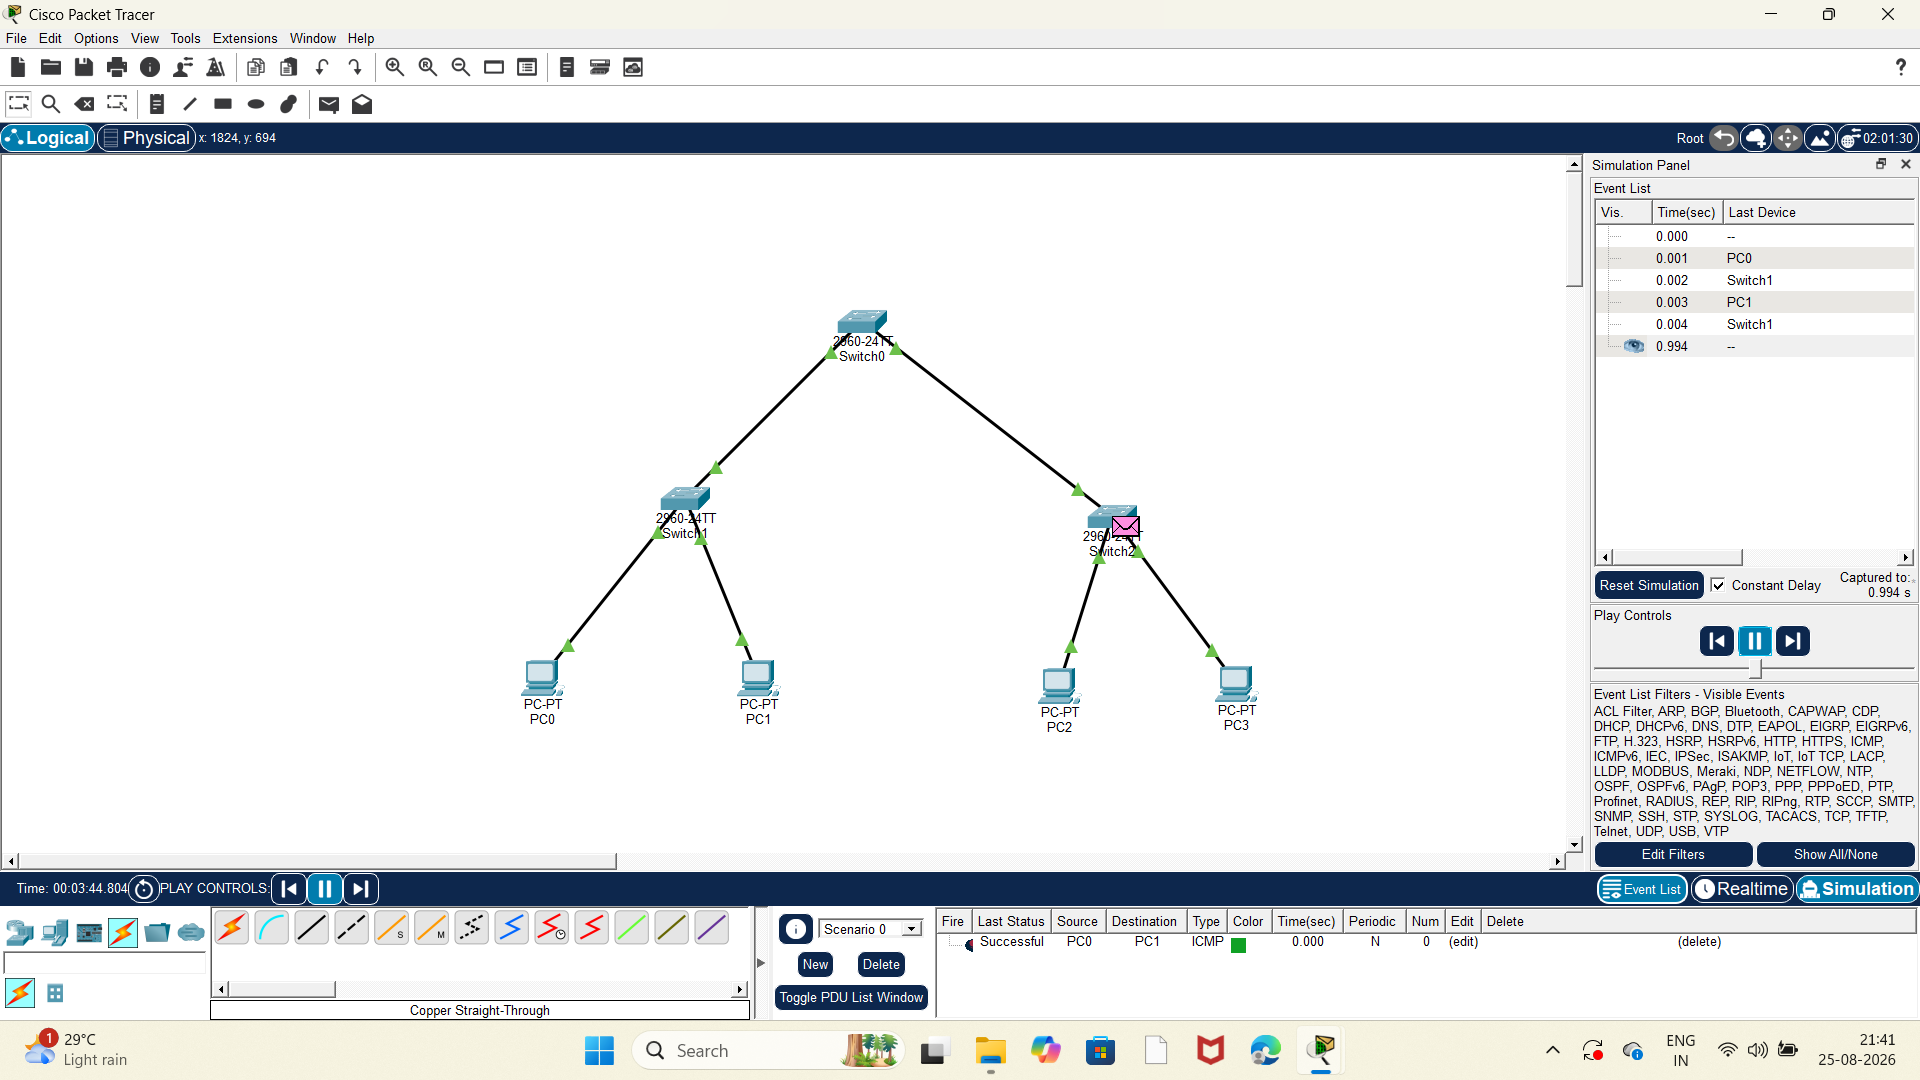 Cisco Packet Tracer
File Edit Options View Tools Extensions Window Help
?
Logical Physical x: 1824, y: 694 Root 02:01:30
Simulation Panel
Event List
Vis. Time(sec) Last Device
0.000 --
0.001 PC0
0.002 Switch1
0.003 PC1
0.004 Switch1
0.994 --
2960-24TT
Switch0
2960-24TT
Switch1
2960-24TT
Switch2
PC-PT
PC0
PC-PT
PC1
PC-PT
PC2
PC-PT
PC3
Reset Simulation Constant Delay Captured to:
0.994 s
Play Controls
Event List Filters - Visible Events
ACL Filter, ARP, BGP, Bluetooth, CAPWAP, CDP,
DHCP, DHCPv6, DNS, DTP, EAPOL, EIGRP, EIGRPv6,
FTP, H.323, HSRP, HSRPv6, HTTP, HTTPS, ICMP,
ICMPv6, IEC, IPSec, ISAKMP, IoT, IoT TCP, LACP,
LLDP, MODBUS, Meraki, NDP, NETFLOW, NTP,
OSPF, OSPFv6, PAgP, POP3, PPP, PPPoED, PTP,
Profinet, RADIUS, REP, RIP, RIPng, RTP, SCCP, SMTP,
SNMP, SSH, STP, SYSLOG, TACACS, TCP, TFTP,
Telnet, UDP, USB, VTP
Edit Filters Show All/None
Time: 00:03:44.804 PLAY CONTROLS: Event List Realtime Simulation
S M
Copper Straight-Through
Scenario 0
New Delete
Toggle PDU List Window
Fire Last Status Source Destination Type Color Time(sec) Periodic Num Edit Delete
Successful PC0 PC1 ICMP 0.000 N 0 (edit) (delete)
1 29°C
Light rain
Search
ENG
IN
21:41
25-08-2026